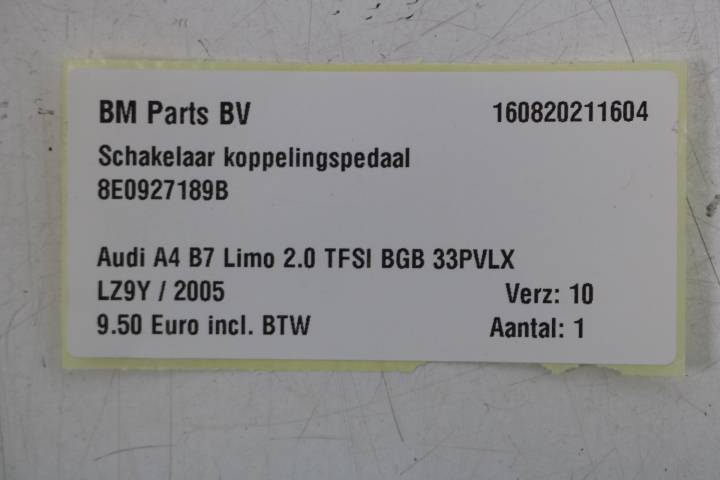 BM Parts BV 160820211604
Schakelaar koppelingspedaal
8E0927189B
Audi A4 B7 Limo 2.0 TFSI BGB 33PVLX
LZ9Y / 2005 Verz: 10
9.50 Euro incl. BTW Aantal: 1